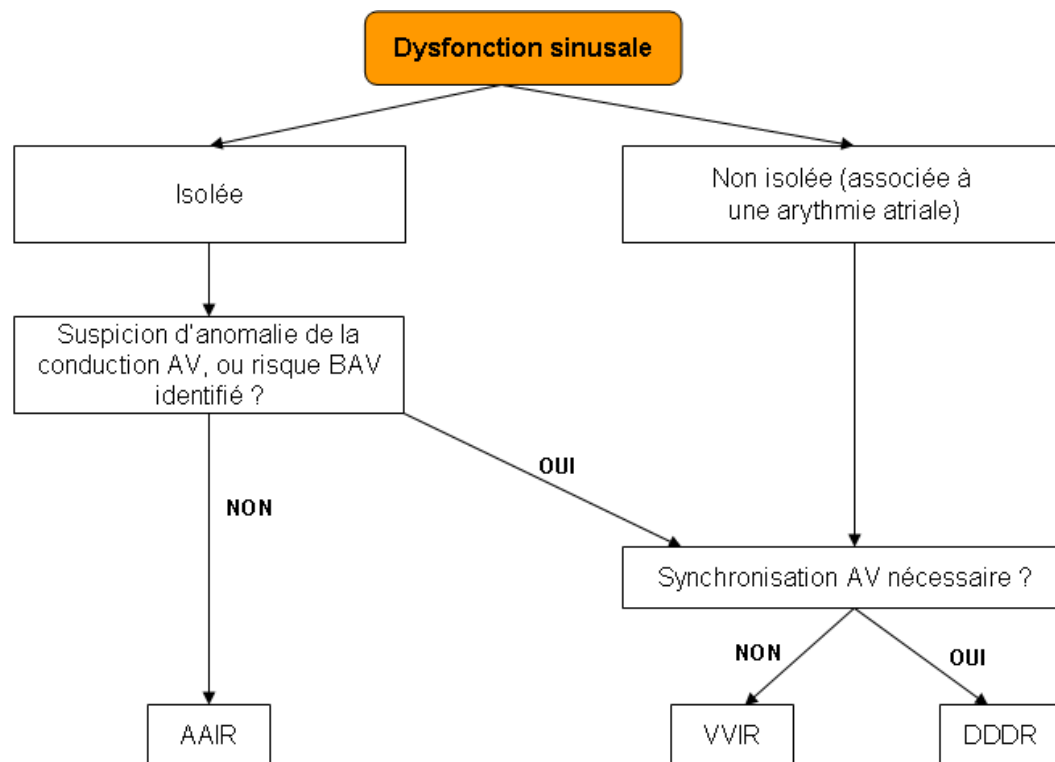 Dysfonction sinusale
Isolée
Non isolée (associée à
une arythmie atriale)
Suspicion d'anomalie de la
conduction AV, ou risque BAV
identifié ?
OUI
NON
Synchronisation AV nécessaire ?
NON
OUI
AAIR
VVIR
DDDR